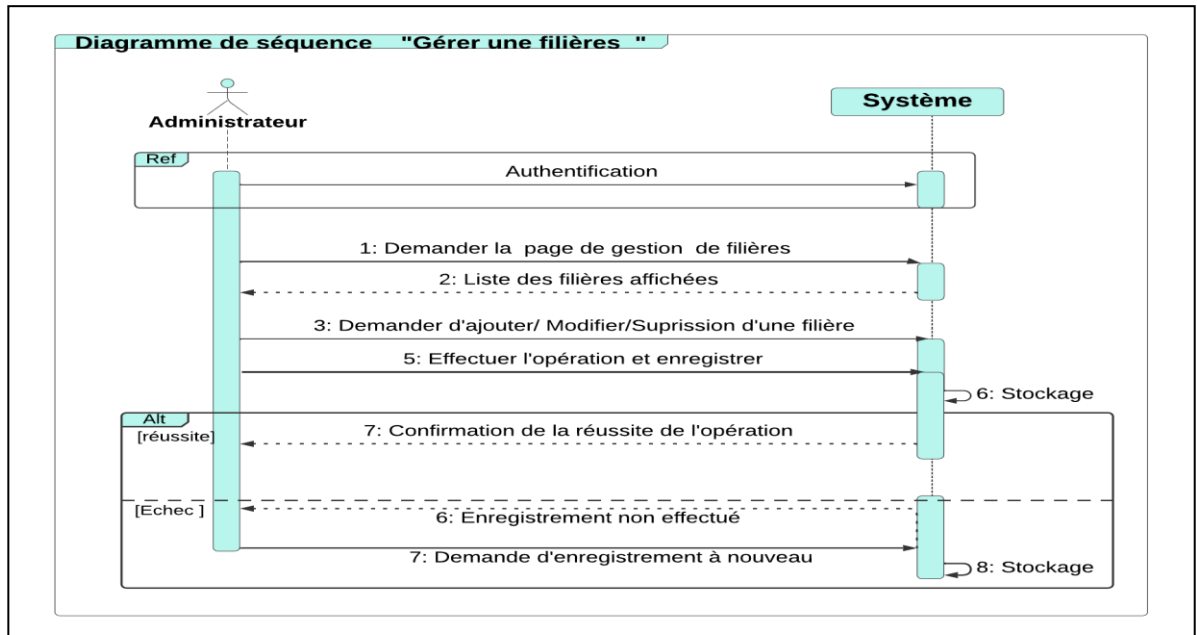 Diagramme de séquence "Gérer une filières "
Administrateur
Système
Ref
Authentification
1: Demander la page de gestion de filières
2: Liste des filières affichées
3: Demander d'ajouter/ Modifier/Suprission d'une filière
5: Effectuer l'opération et enregistrer
6: Stockage
Alt
[réussite]
7: Confirmation de la réussite de l'opération
[Echec ]
6: Enregistrement non effectué
7: Demande d'enregistrement à nouveau
8: Stockage